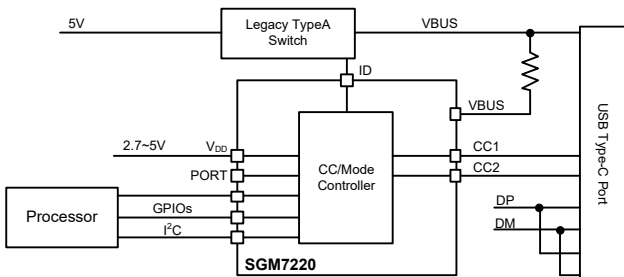 5V
Legacy TypeA
Switch
VBUS
ID
VBUS
2.7~5V
VDD
PORT
CC/Mode
Controller
CC1
CC2
Processor
GPIOs
I²C
DP
DM
SGM7220
USB Type-C Port